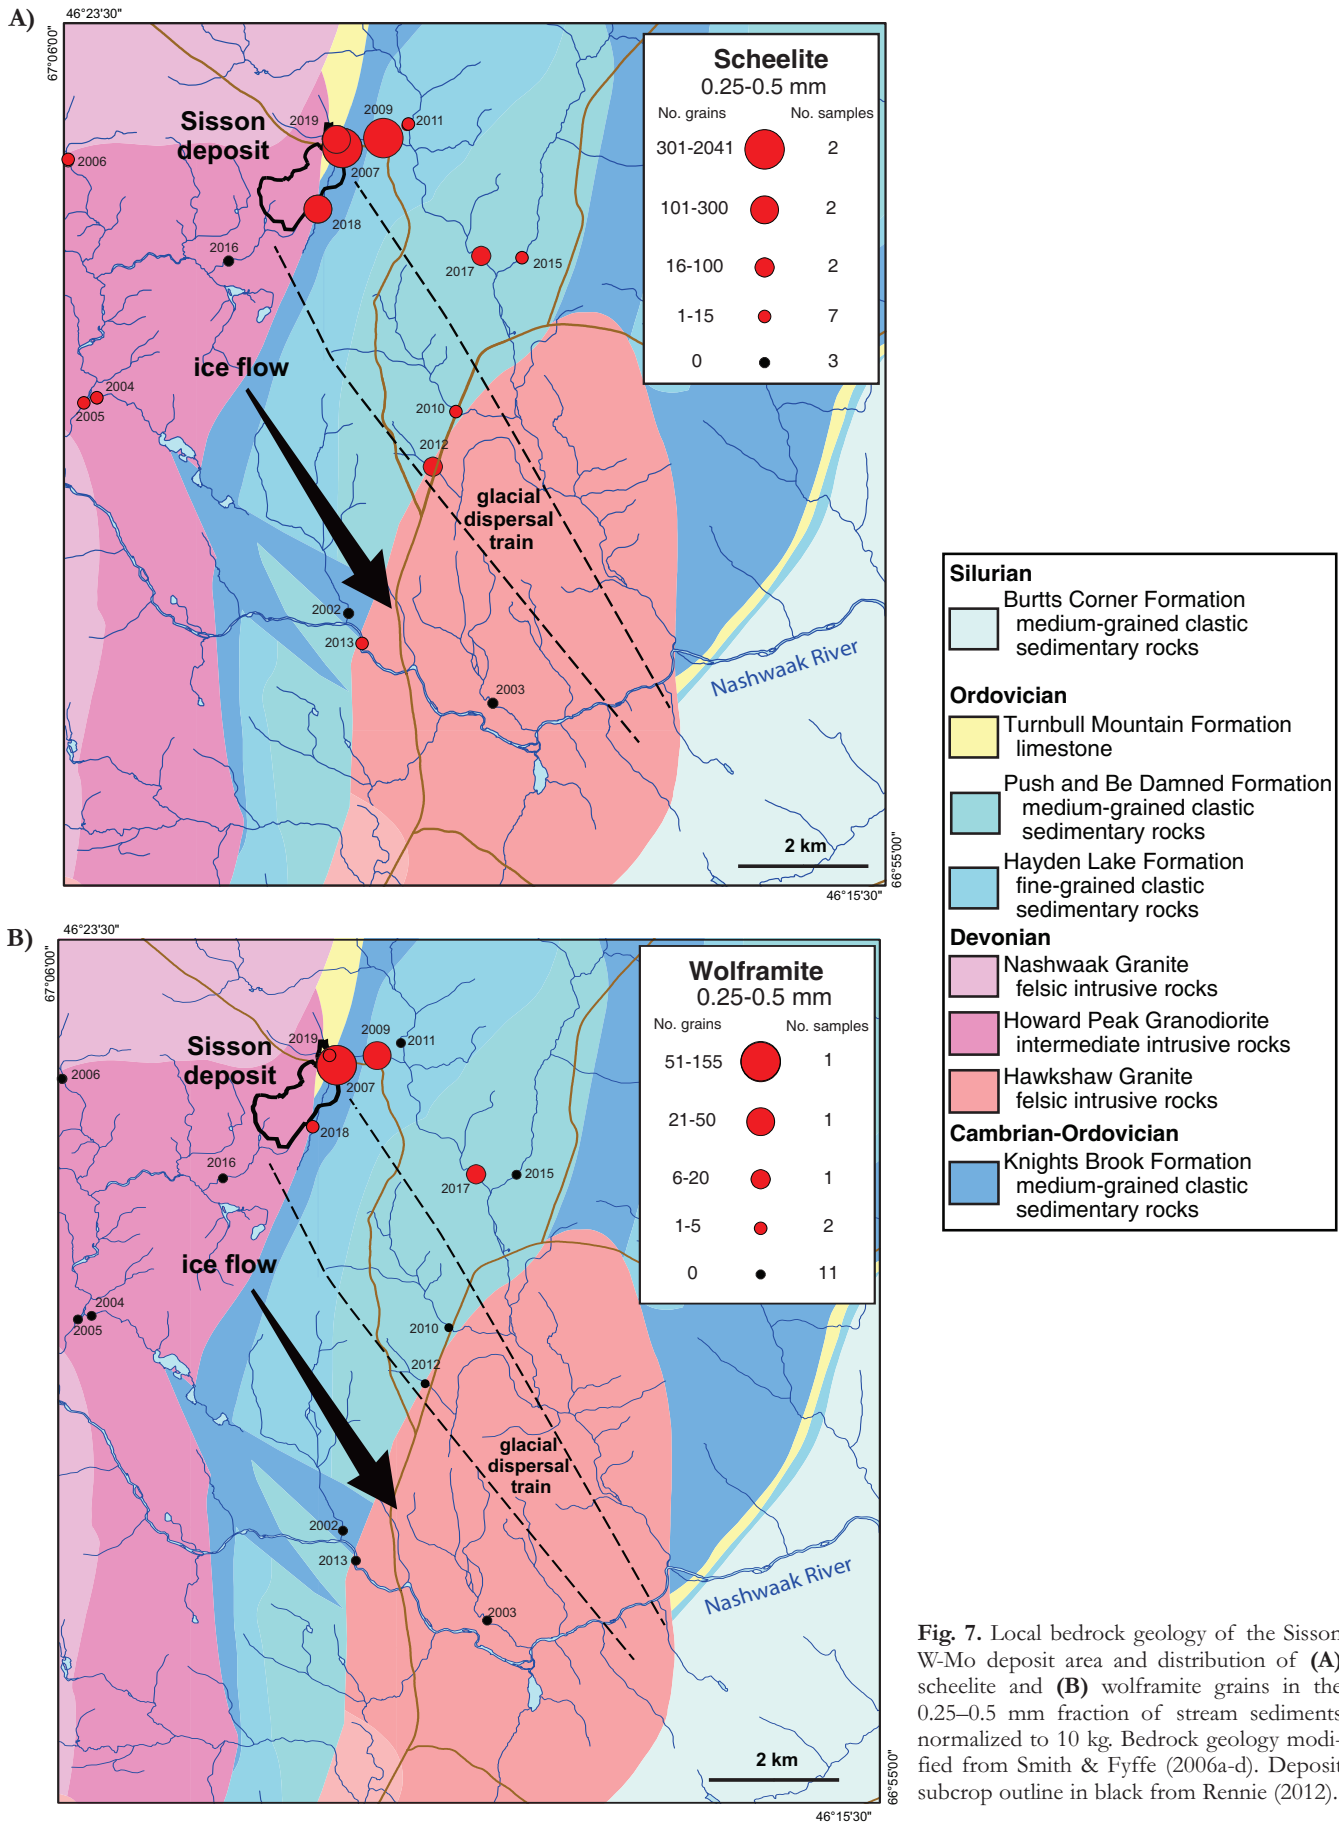 A)
46°23'30"
67°06'00"
Scheelite
0.25-0.5 mm
No. grains No. samples
301-2041 2
101-300 2
16-100 2
1-15 7
0 3
Sisson
deposit
2019
2009
2011
2007
2006
2018
2016
2017
2015
ice flow
2004
2005
2010
2012
glacial
dispersal
train
2002
2013
2003
Nashwaak River
2 km
66°55'00"
46°15'30"
B)
46°23'30"
67°06'00"
Wolframite
0.25-0.5 mm
No. grains No. samples
51-155 1
21-50 1
6-20 1
1-5 2
0 11
Sisson
deposit
2019
2009
2011
2007
2006
2018
2016
2017
2015
ice flow
2004
2005
2010
2012
glacial
dispersal
train
2002
2013
2003
Nashwaak River
2 km
66°55'00"
46°15'30"
Silurian
Burtts Corner Formation
medium-grained clastic
sedimentary rocks
Ordovician
Turnbull Mountain Formation
limestone
Push and Be Damned Formation
medium-grained clastic
sedimentary rocks
Hayden Lake Formation
fine-grained clastic
sedimentary rocks
Devonian
Nashwaak Granite
felsic intrusive rocks
Howard Peak Granodiorite
intermediate intrusive rocks
Hawkshaw Granite
felsic intrusive rocks
Cambrian-Ordovician
Knights Brook Formation
medium-grained clastic
sedimentary rocks
Fig. 7. Local bedrock geology of the Sisson
W-Mo deposit area and distribution of (A)
scheelite and (B) wolframite grains in the
0.25–0.5 mm fraction of stream sediments
normalized to 10 kg. Bedrock geology modi-
fied from Smith & Fyffe (2006a-d). Deposit
subcrop outline in black from Rennie (2012).